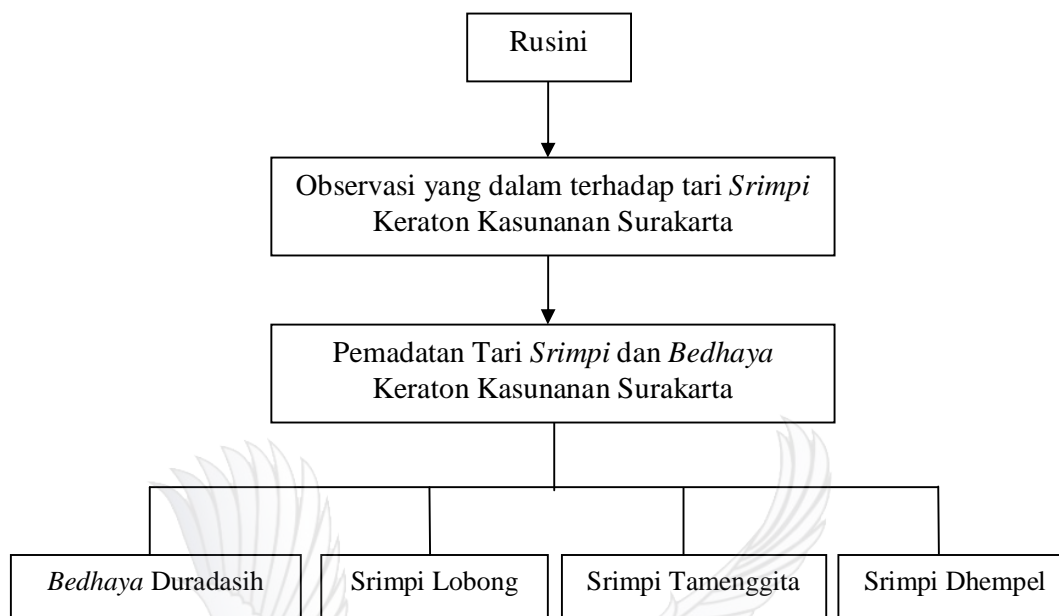 Rusini
Observasi yang dalam terhadap tari Srimpi
Keraton Kasunanan Surakarta
Pemadatan Tari Srimpi dan Bedhaya
Keraton Kasunanan Surakarta
Bedhaya Duradasih
Srimpi Lobong
Srimpi Tamenggita
Srimpi Dhempel